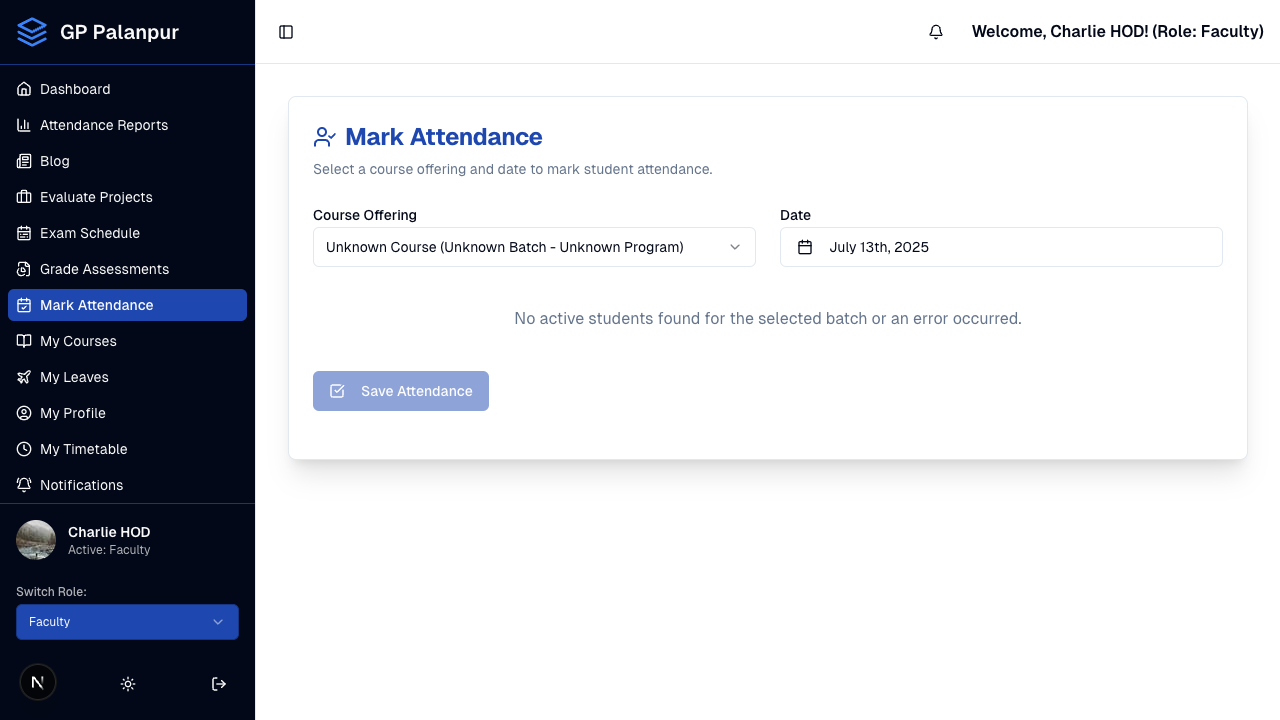 GP Palanpur
Welcome, Charlie HOD! (Role: Faculty)
Dashboard
Attendance Reports
Blog
Evaluate Projects
Exam Schedule
Grade Assessments
Mark Attendance
My Courses
My Leaves
My Profile
My Timetable
Notifications
Charlie HOD
Active: Faculty
Switch Role:
Faculty
N
Mark Attendance
Select a course offering and date to mark student attendance.
Course Offering
Unknown Course (Unknown Batch - Unknown Program)
Date
July 13th, 2025
No active students found for the selected batch or an error occurred.
Save Attendance